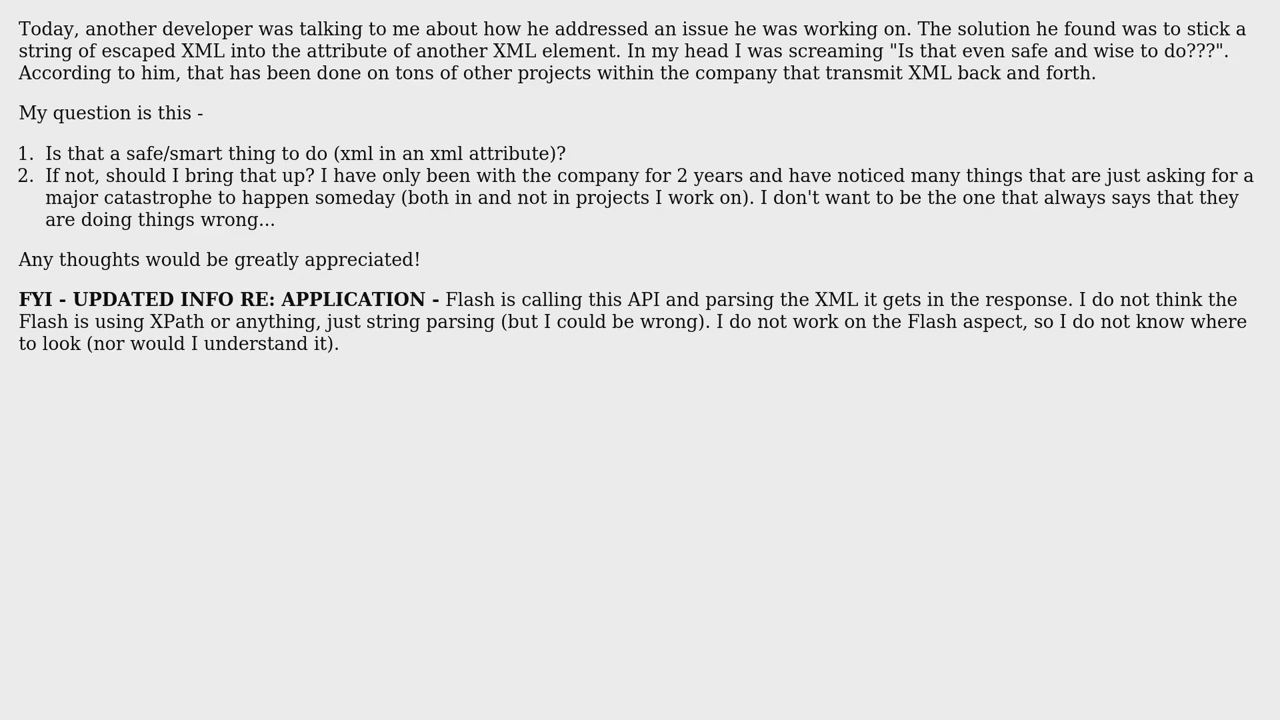 Today, another developer was talking to me about how he addressed an issue he was working on. The solution he found was to stick a
string of escaped XML into the attribute of another XML element. In my head I was screaming "Is that even safe and wise to do???".
According to him, that has been done on tons of other projects within the company that transmit XML back and forth.
My question is this -
1. Is that a safe/smart thing to do (xml in an xml attribute)?
2. If not, should I bring that up? I have only been with the company for 2 years and have noticed many things that are just asking for a
major catastrophe to happen someday (both in and not in projects I work on). I don't want to be the one that always says that they
are doing things wrong...
Any thoughts would be greatly appreciated!
FYI - UPDATED INFO RE: APPLICATION - Flash is calling this API and parsing the XML it gets in the response. I do not think the
Flash is using XPath or anything, just string parsing (but I could be wrong). I do not work on the Flash aspect, so I do not know where
to look (nor would I understand it).